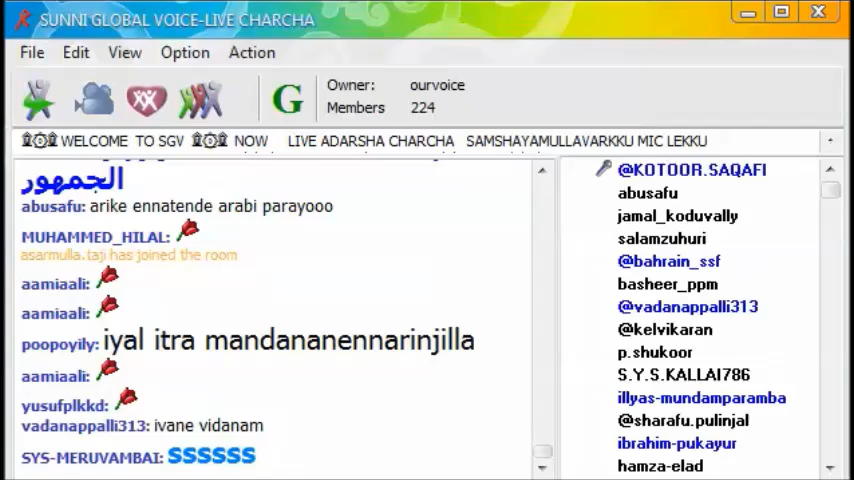 SUNNI GLOBAL VOICE-LIVE CHARCHA
File Edit View Option Action
G
Owner: ourvoice
Members 224
WELCOME TO SGV NOW LIVE ADARSHA CHARCHA SAMSHAYAMULLAVARKKU MIC LEKKU
الجمهور
abusafu: arike ennatende arabi parayooo
MUHAMMED_HILAL:
asarmulla.taji has joined the room
aamiaali:
aamiaali:
poopoyily: iyal itra mandananennarinjilla
aamiaali:
yusufplkkd:
vadanappalli313: ivane vidanam
SYS-MERUVAMBAI: SSSSSS
@KOTOOR.SAQAFI
abusafu
jamal_koduvally
salamzuhuri
@bahrain_ssf
basheer_ppm
@vadanappalli313
@kelvikaran
p.shukoor
S.Y.S.KALLAI786
illyas-mundamparamba
@sharafu.pulinjal
ibrahim-pukayur
hamza-elad